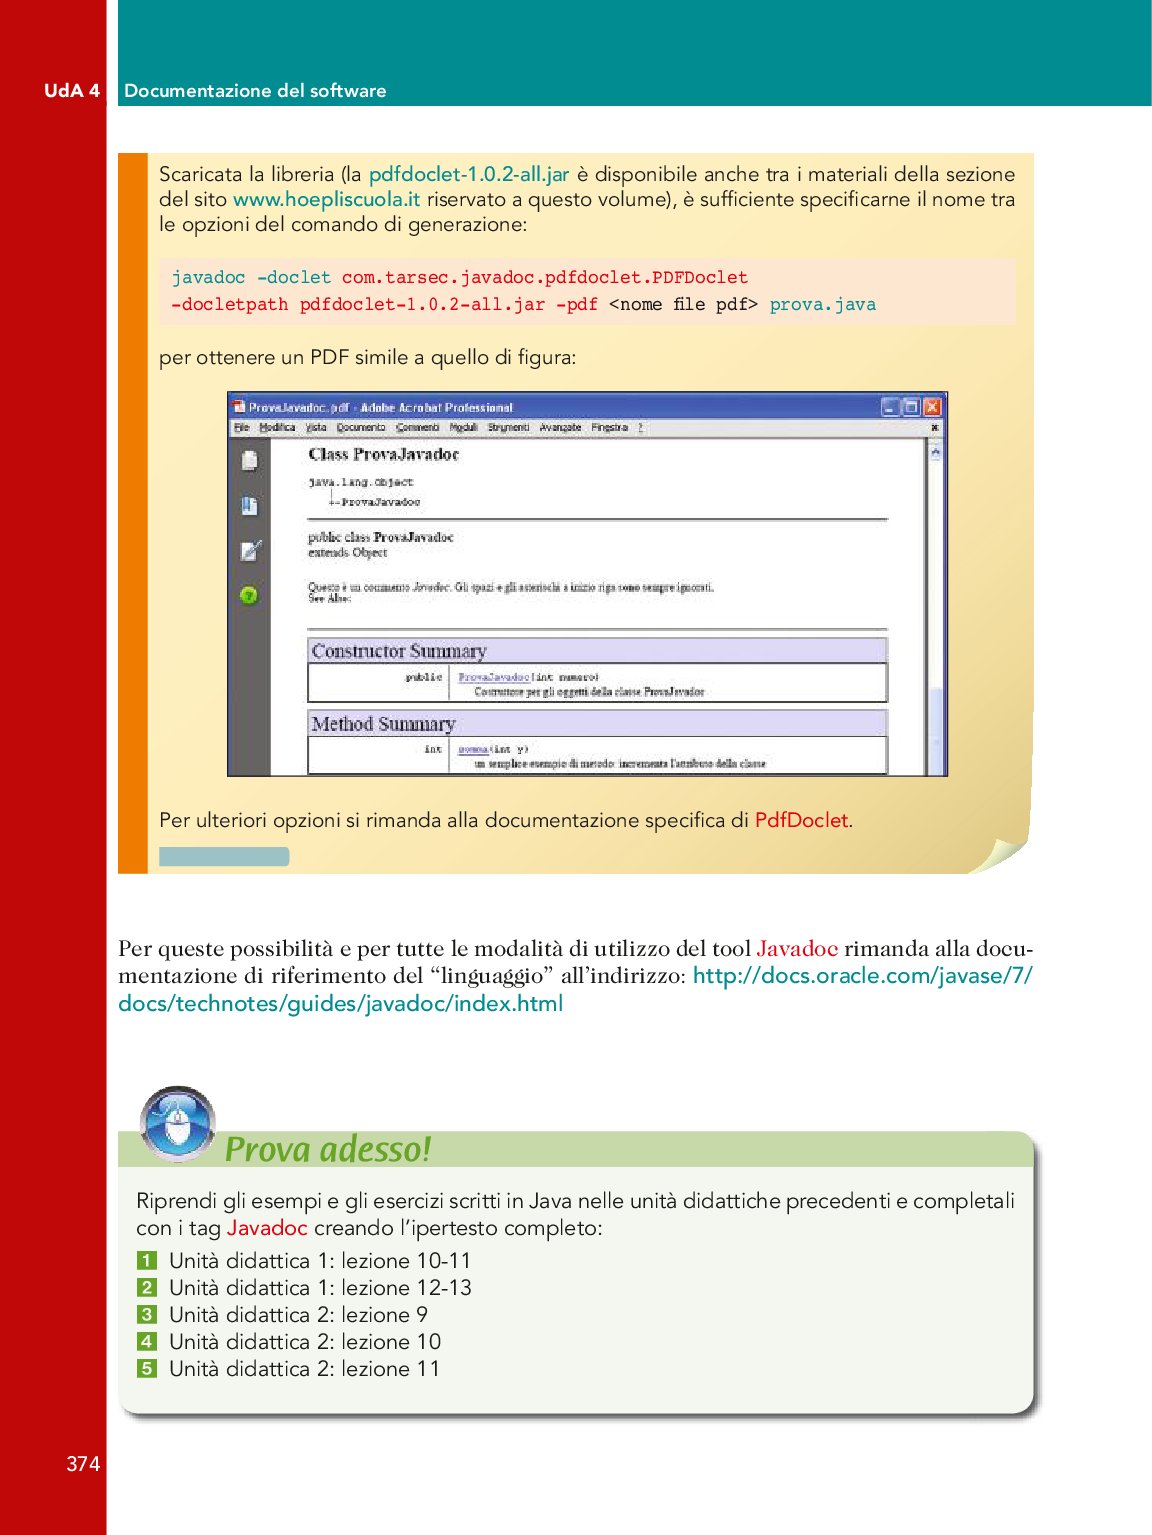 UdA 4 Documentazione del software
Scaricata la libreria (la pdfdoclet-1.0.2-all.jar è disponibile anche tra i materiali della sezione
del sito www.hoepliscuola.it riservato a questo volume), è sufficiente specificarne il nome tra
le opzioni del comando di generazione:
javadoc -doclet com.tarsec.javadoc.pdfdoclet.PDFDoclet
-docletpath pdfdoclet-1.0.2-all.jar -pdf <nome file pdf> prova.java
per ottenere un PDF simile a quello di figura:
ProvaJavadoc.pdf - Adobe Acrobat Professional
File Modifica Vista Documento Commenti Moduli Strumenti Avanzate Finestra ?
Class ProvaJavadoc
java.lang.Object
+-ProvaJavadoc
public class ProvaJavadoc
extends Object
Questo è un commento Javadoc. Gli spazi e gli asterischi a inizio riga sono sempre ignorati.
See Also:
Constructor Summary
public ProvaJavadoc(int numero)
Costruttore per gli oggetti della classe ProvaJavadoc
Method Summary
int somma(int y)
un semplice esempio di metodo: incrementa l'attributo della classe
Per ulteriori opzioni si rimanda alla documentazione specifica di PdfDoclet.
Per queste possibilità e per tutte le modalità di utilizzo del tool Javadoc rimanda alla docu-
mentazione di riferimento del “linguaggio” all’indirizzo: http://docs.oracle.com/javase/7/
docs/technotes/guides/javadoc/index.html
Prova adesso!
Riprendi gli esempi e gli esercizi scritti in Java nelle unità didattiche precedenti e completali
con i tag Javadoc creando l’ipertesto completo:
1 Unità didattica 1: lezione 10-11
2 Unità didattica 1: lezione 12-13
3 Unità didattica 2: lezione 9
4 Unità didattica 2: lezione 10
5 Unità didattica 2: lezione 11
374